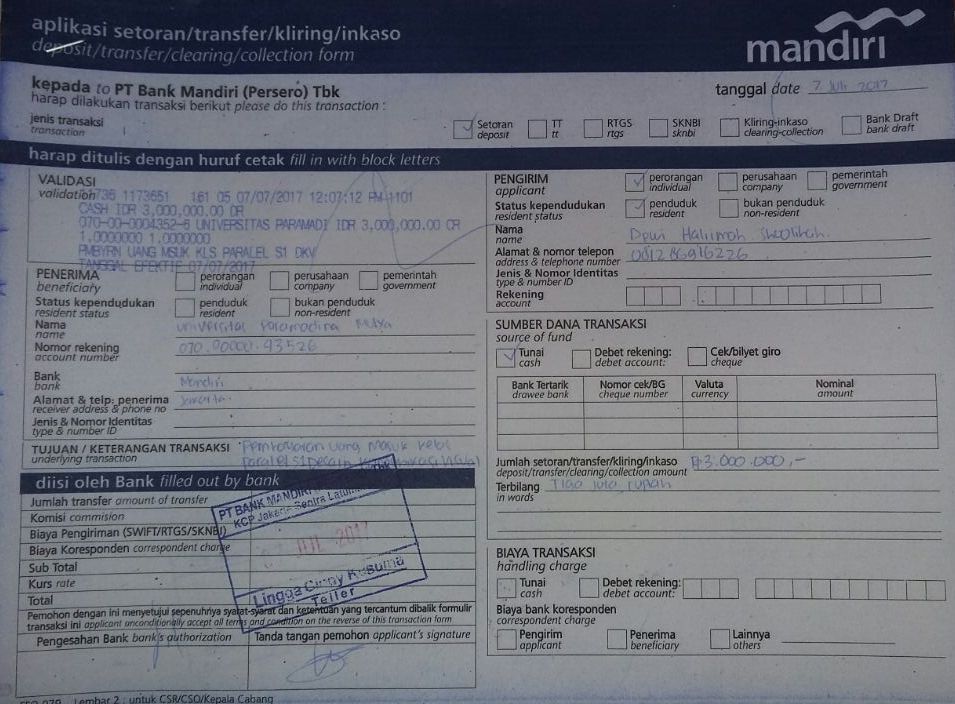 aplikasi setoran/transfer/kliring/inkaso
deposit/transfer/clearing/collection form
mandiri
kepada to PT Bank Mandiri (Persero) Tbk
harap dilakukan transaksi berikut please do this transaction :
tanggal date 7 Juli 2017
jenis transaksi
transaction
Setoran
deposit
TT
tt
RTGS
rtgs
SKNBI
sknbi
Kliring-inkaso
clearing-collection
Bank Draft
bank draft
harap ditulis dengan huruf cetak fill in with block letters
VALIDASI
validation
1173651 161 05 07/07/2017 12:07:12 PM 1101
CASH IDR 3,000,000.00 DR
070-00-0004352-6 UNIVERSITAS PARAMADI IDR 3,000,000.00 CR
1.0000000 1.0000000
PMBYRN UANG MSUK KLS PARALEL S1 DKV
TANGGAL EFEKTIF 07/07/2017
PENERIMA
beneficiary
perorangan
individual
perusahaan
company
pemerintah
government
Status kependudukan
resident status
penduduk
resident
bukan penduduk
non-resident
Nama
name
Universitas Paramadina Mulya
Nomor rekening
account number
070.00000.43526
Bank
bank
Mandiri
Alamat & telp. penerima
receiver address & phone no
Jakarta
Jenis & Nomor Identitas
type & number ID
TUJUAN / KETERANGAN TRANSAKSI
underlying transaction
Pembayaran uang Masuk kelas
Paralel S1 Desain Visual
PENGIRIM
applicant
perorangan
individual
perusahaan
company
pemerintah
government
Status kependudukan
resident status
penduduk
resident
bukan penduduk
non-resident
Nama
name
Dewi Halimah
Alamat & nomor telepon
address & telephone number
081286916226
Jenis & Nomor Identitas
type & number ID
Rekening
account
SUMBER DANA TRANSAKSI
source of fund
Tunai
cash
Debet rekening:
debet account:
Cek/bilyet giro
cheque
Bank Tertarik
drawee bank
Nomor cek/BG
cheque number
Valuta
currency
Nominal
amount
Jumlah setoran/transfer/kliring/inkaso
deposit/transfer/clearing/collection amount
Rp 3.000.000,-
Terbilang
in words
Tiga juta rupiah
diisi oleh Bank filled out by bank
Jumlah transfer amount of transfer
Komisi commision
Biaya Pengiriman (SWIFT/RTGS/SKNBI)
Biaya Koresponden correspondent charge
Sub Total
Kurs rate
Total
PT BANK MANDIRI
KCP Jakarta Sentra
JUL 2017
Lingga Kusuma
Teller
Pemohon dengan ini menyetujui sepenuhnya syarat-syarat dan ketentuan yang tercantum dibalik formulir
transaksi ini applicant unconditionally accept all terms and condition on the reverse of this transaction form
Pengesahan Bank bank's authorization
Tanda tangan pemohon applicant's signature
BIAYA TRANSAKSI
handling charge
Tunai
cash
Debet rekening:
debet account:
Biaya bank koresponden
correspondent charge
Pengirim
applicant
Penerima
beneficiary
Lainnya
others
Lembar 2 : untuk CSR/CSO/Kepala Cabang